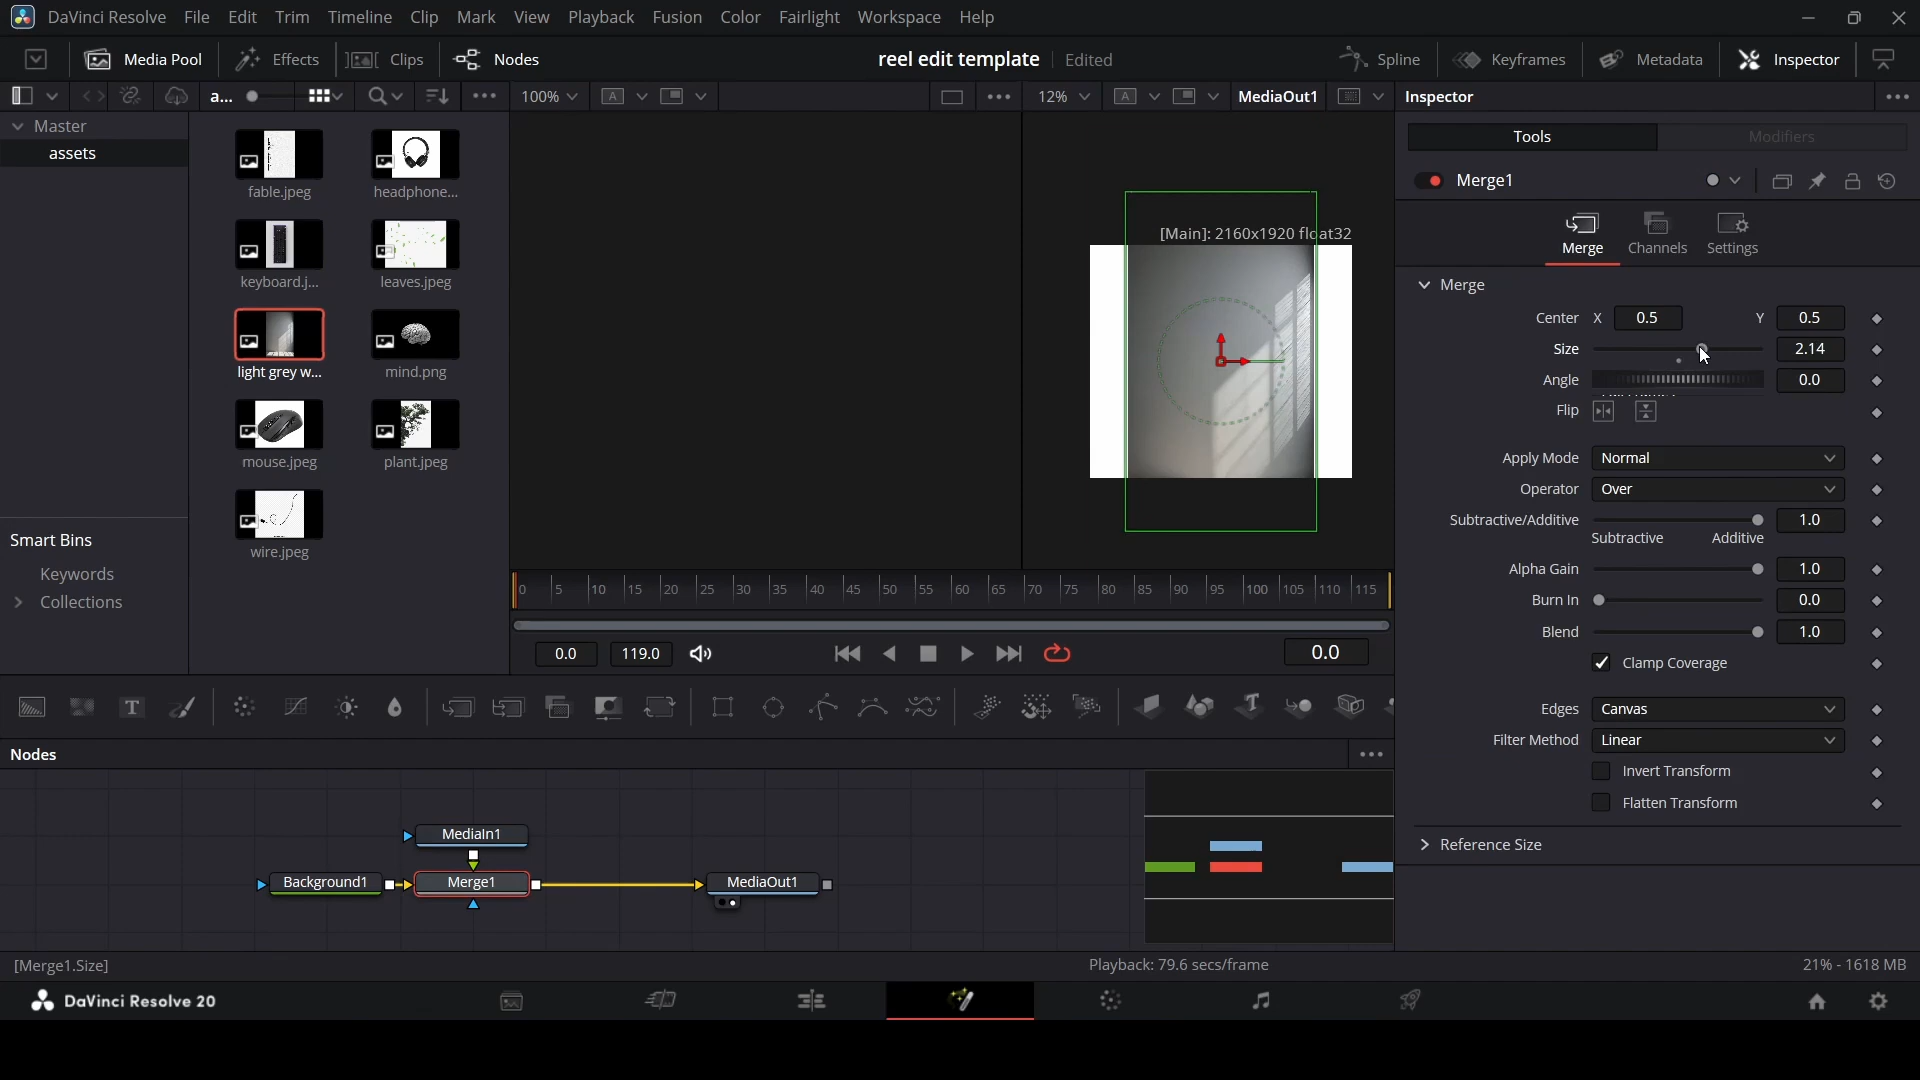 DaVinci Resolve File Edit Trim Timeline Clip Mark View Playback Fusion Color Fairlight Workspace Help
Media Pool Effects Clips Nodes reel edit template Edited Spline Keyframes Metadata Inspector
a... 100% A 12% A MediaOut1 Inspector
Master
assets
fable.jpeg
headphone...
keyboard.j...
leaves.jpeg
light grey w...
mind.png
mouse.jpeg
plant.jpeg
wire.jpeg
Smart Bins
Keywords
Collections
[Main]: 2160x1920 float32
0 5 10 15 20 25 30 35 40 45 50 55 60 65 70 75 80 85 90 95 100 105 110 115
0.0 119.0 0.0
T T
Nodes
MediaIn1
Background1 Merge1 MediaOut1
Tools Modifiers
Merge1
Merge Channels Settings
Merge
Center X 0.5 Y 0.5
Size 2.14
Angle 0.0
Flip
Apply Mode Normal
Operator Over
Subtractive/Additive 1.0
Subtractive Additive
Alpha Gain 1.0
Burn In 0.0
Blend 1.0
Clamp Coverage
Edges Canvas
Filter Method Linear
Invert Transform
Flatten Transform
Reference Size
[Merge1.Size] Playback: 79.6 secs/frame 21% - 1618 MB
DaVinci Resolve 20